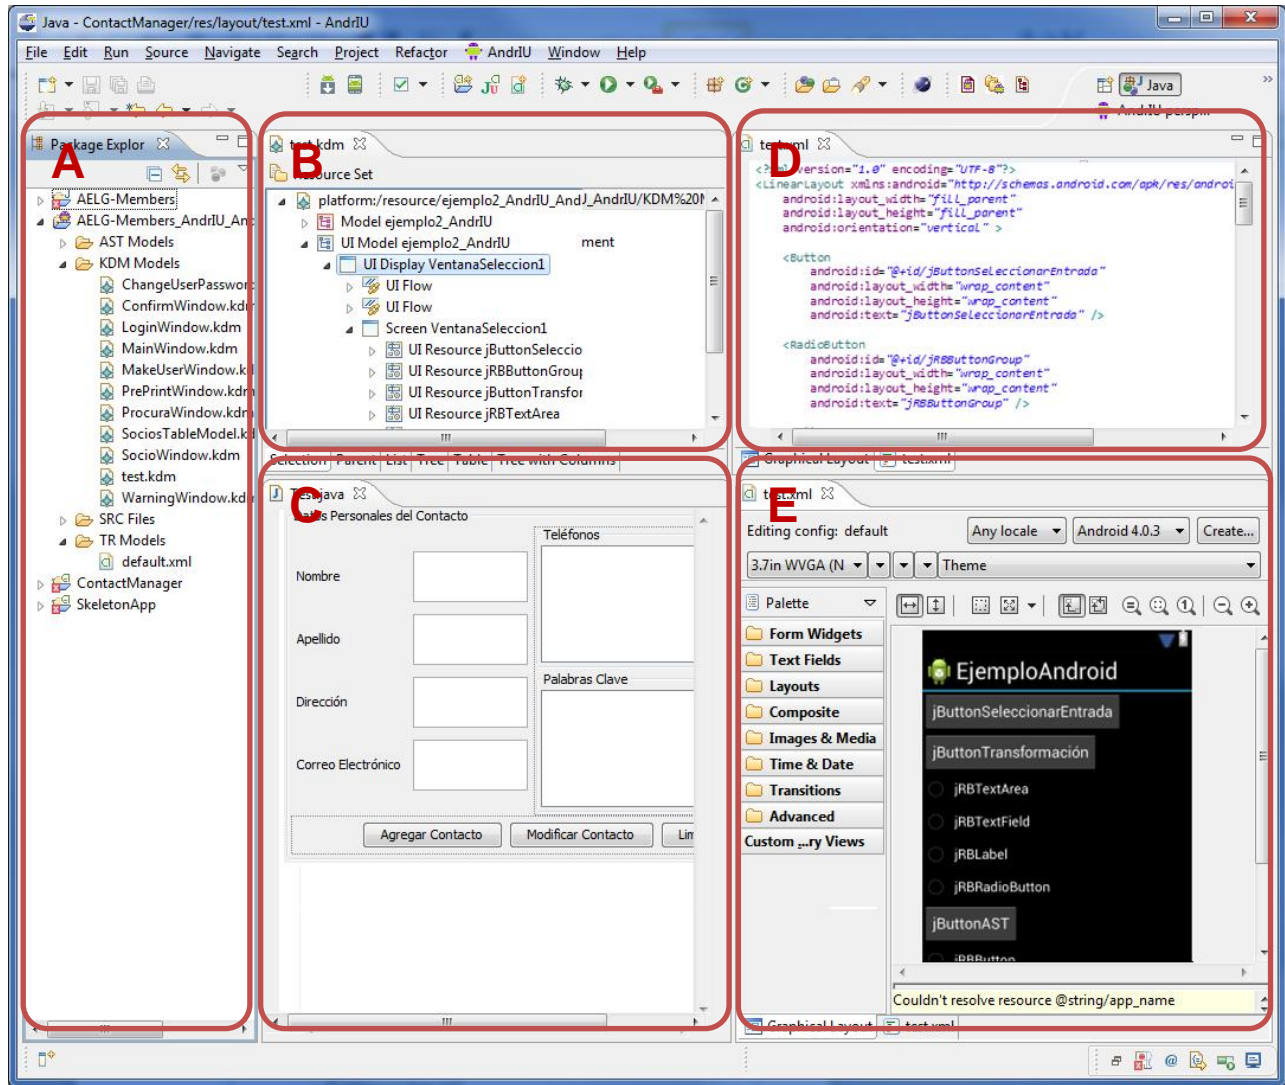 Java - ContactManager/res/layout/test.xml - AndrIU
File Edit Run Source Navigate Search Project Refactor AndrIU Window Help
Java
AndrIU persp...
A
Package Explor
AELG-Members
AELG-Members_AndrIU_And
AST Models
KDM Models
ChangeUserPassword
ConfirmWindow.kdm
LoginWindow.kdm
MainWindow.kdm
MakeUserWindow.kd
PrePrintWindow.kdm
ProcuraWindow.kdm
SociosTableModel.kd
SocioWindow.kdm
test.kdm
WarningWindow.kdm
SRC Files
TR Models
default.xml
ContactManager
SkeletonApp
B
test.kdm
Resource Set
platform:/resource/ejemplo2_AndrIU_AndJ_AndrIU/KDM%20M
Model ejemplo2_AndrIU
UI Model ejemplo2_AndrIU ment
UI Display VentanaSeleccion1
UI Flow
UI Flow
Screen VentanaSeleccion1
UI Resource jButtonSeleccio
UI Resource jRBButtonGroup
UI Resource jButtonTransfor
UI Resource jRBTextArea
Selection Parent List Tree Table Tree with Columns
C
Test.java
Datos Personales del Contacto
Teléfonos
Nombre
Apellido
Palabras Clave
Dirección
Correo Electrónico
Agregar Contacto Modificar Contacto Lim
D
test.xml
<?xml version="1.0" encoding="UTF-8"?>
<LinearLayout xmlns:android="http://schemas.android.com/apk/res/androi
android:layout_width="fill_parent"
android:layout_height="fill_parent"
android:orientation="vertical" >
<Button
android:id="@+id/jButtonSeleccionarEntrada"
android:layout_width="wrap_content"
android:layout_height="wrap_content"
android:text="jButtonSeleccionarEntrada" />
<RadioButton
android:id="@+id/jRBButtonGroup"
android:layout_width="wrap_content"
android:layout_height="wrap_content"
android:text="jRBButtonGroup" />
Graphical Layout test.xml
E
test.xml
Editing config: default Any locale Android 4.0.3 Create...
3.7in WVGA (N Theme
Palette
Form Widgets
Text Fields
Layouts
Composite
Images & Media
Time & Date
Transitions
Advanced
Custom ...ry Views
EjemploAndroid
jButtonSeleccionarEntrada
jButtonTransformación
jRBTextArea
jRBTextField
jRBLabel
jRBRadioButton
jButtonAST
jRBButton
Couldn't resolve resource @string/app_name
Graphical Layout test.xml